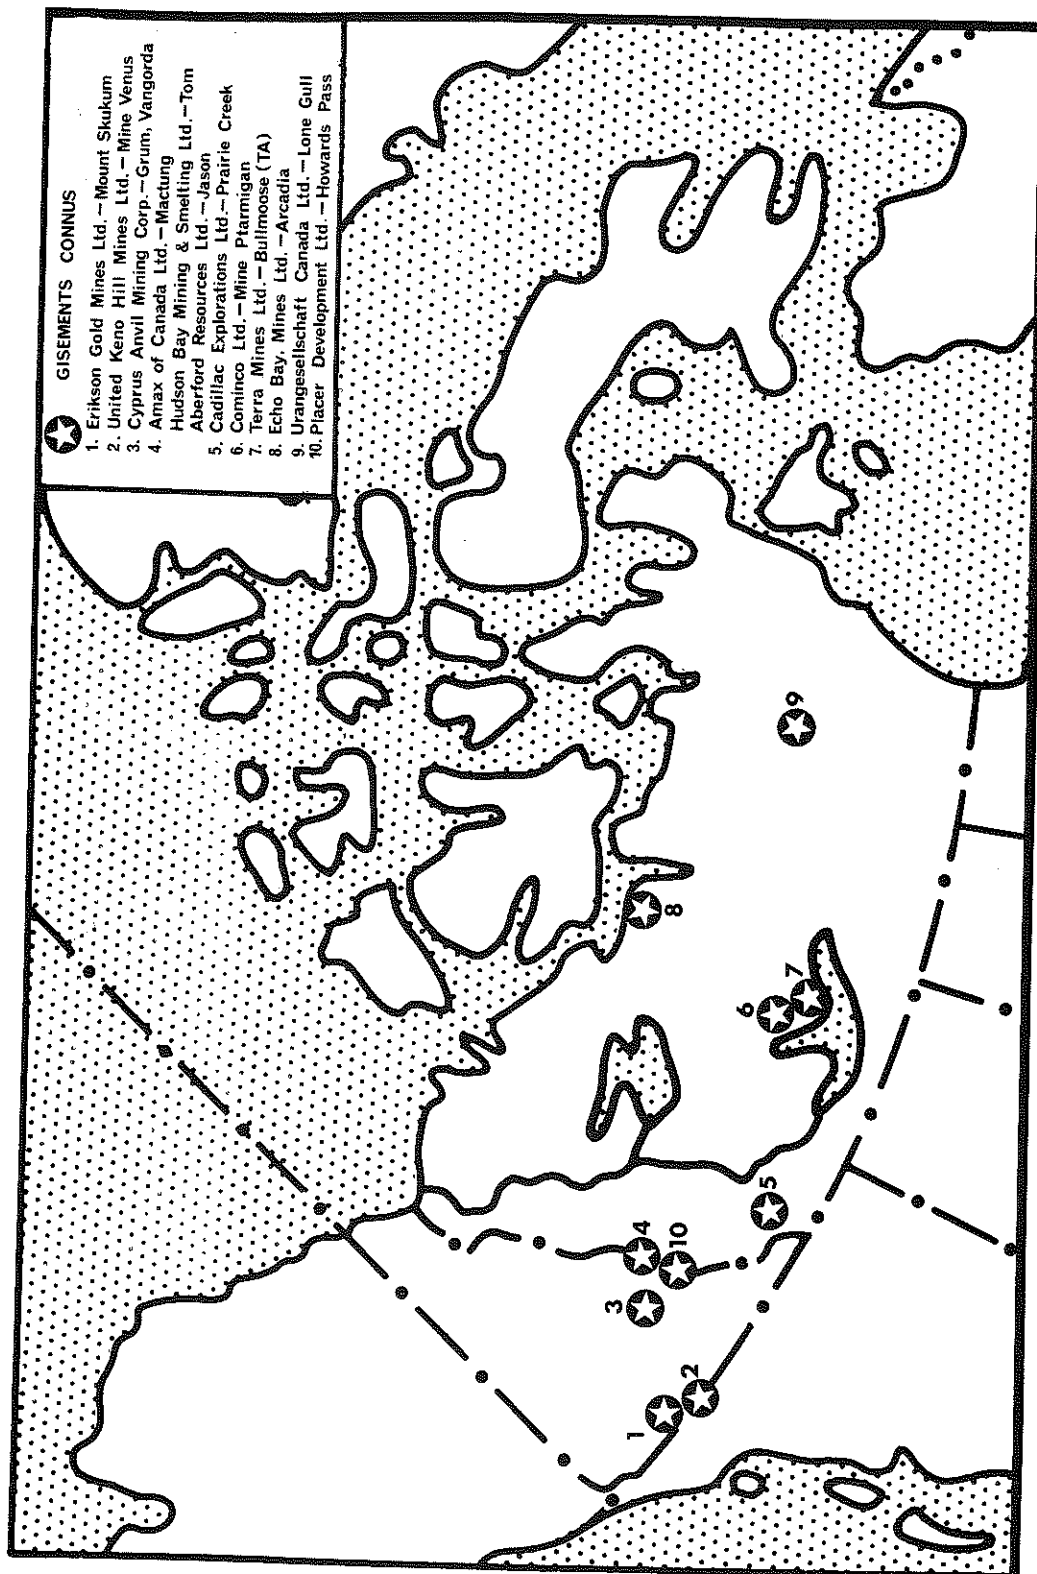 GISEMENTS CONNUS
1. Erikson Gold Mines Ltd.—Mount Skukum
2. United Keno Hill Mines Ltd.—Mine Venus
3. Cyprus Anvil Mining Corp.—Grum, Vangorda
4. Amax of Canada Ltd.—Mactung
Hudson Bay Mining & Smelting Ltd.—Tom
Aberford Resources Ltd.—Jason
5. Cadillac Explorations Ltd.—Prairie Creek
6. Cominco Ltd.—Mine Ptarmigan
7. Terra Mines Ltd.—Bullmoose (TA)
8. Echo Bay. Mines Ltd.—Arcadia
9. Urangesellschaft Canada Ltd.—Lone Gull
10. Placer Development Ltd.—Howards Pass
1
2
3
4
10
5
6
7
8
9